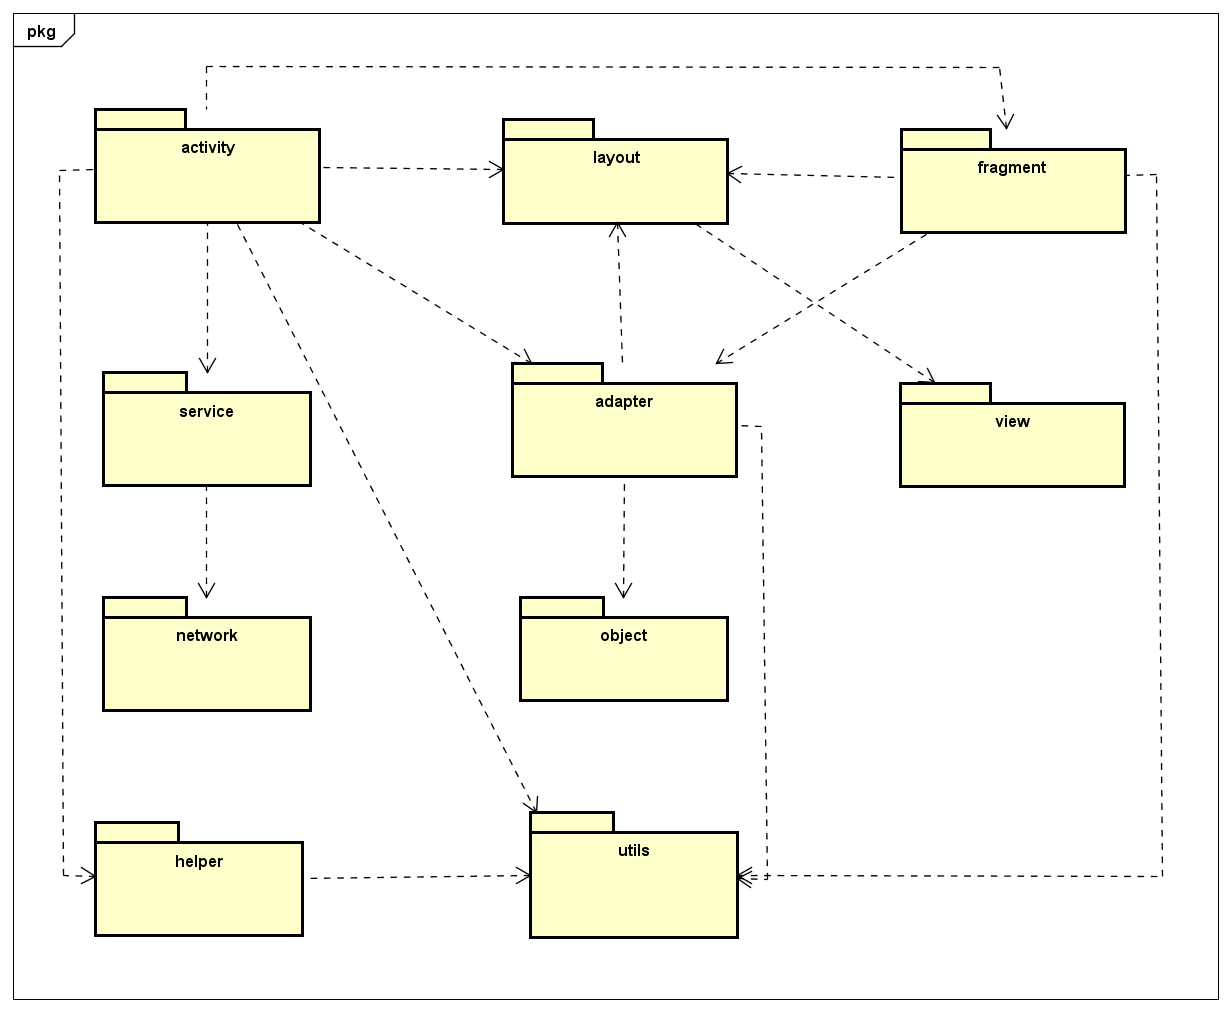 pkg
activity
layout
fragment
service
adapter
view
network
object
helper
utils